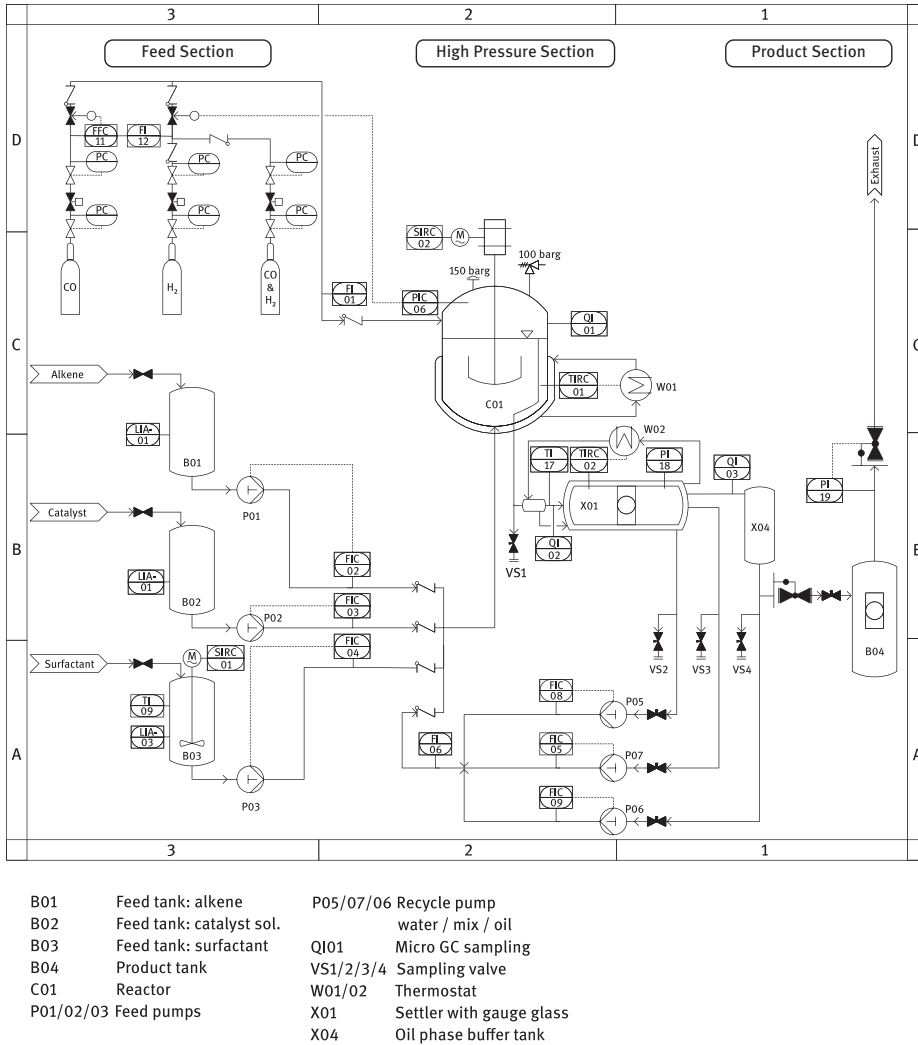 3 2 1
Feed Section High Pressure Section Product Section
D D
FFC 11
FI 12
PC PC PC
PC PC PC
CO
H₂
CO & H₂
Exhaust
SIRC 02
M
100 barg
150 barg
FI 01
PIC 06
QI 01
C C
TIRC 01
W01
C01
Alkene
LIA- 01
B01
W02
TI 17
TIRC 02
PI 18
QI 03
PI 19
P01
X01
X04
Catalyst
B B
QI 02
VS1
FIC 02
LIA- 01
B02
FIC 03
P02
FIC 04
Surfactant
M
SIRC 01
VS2 VS3 VS4
B04
TI 09
FIC 08
P05
LIA- 03
B03
FI 06
FIC 05
P07
A A
P03
FIC 09
P06
3 2 1
B01 Feed tank: alkene
B02 Feed tank: catalyst sol.
B03 Feed tank: surfactant
B04 Product tank
C01 Reactor
P01/02/03 Feed pumps
P05/07/06 Recycle pump
water / mix / oil
QI01 Micro GC sampling
VS1/2/3/4 Sampling valve
W01/02 Thermostat
X01 Settler with gauge glass
X04 Oil phase buffer tank